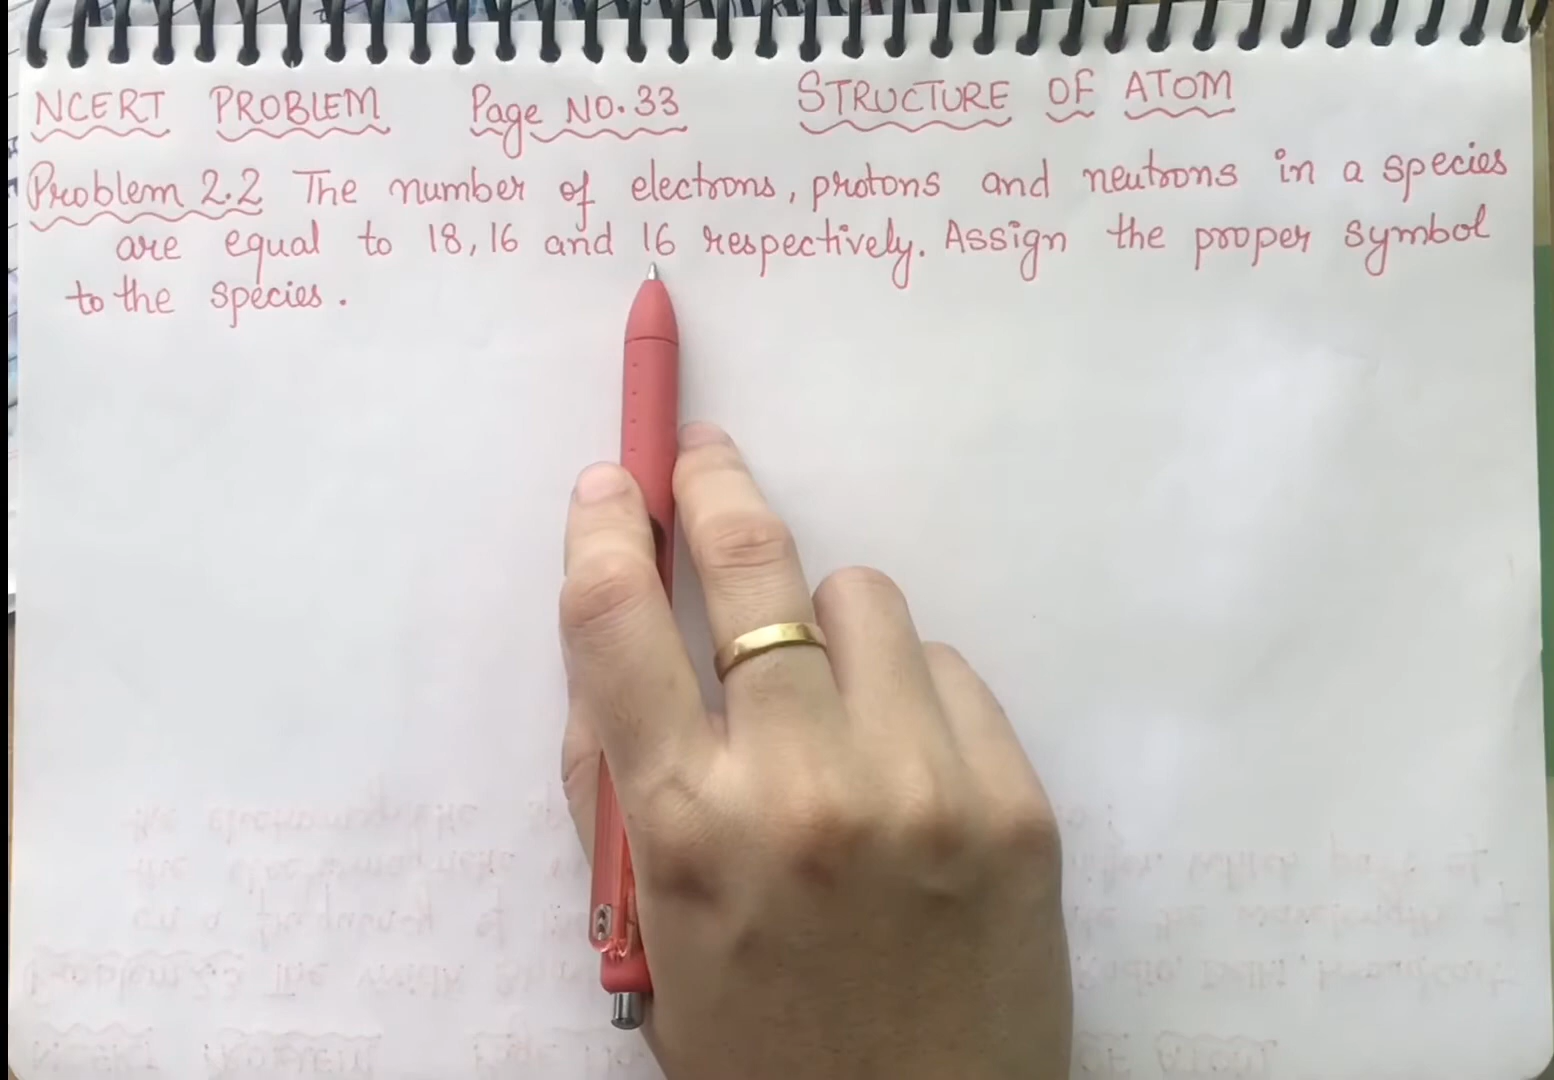 NCERT PROBLEM Page NO. 33 STRUCTURE OF ATOM
Problem 2.2 The number of electrons, protons and neutrons in a species
are equal to 18, 16 and 16 respectively. Assign the proper symbol
to the species.